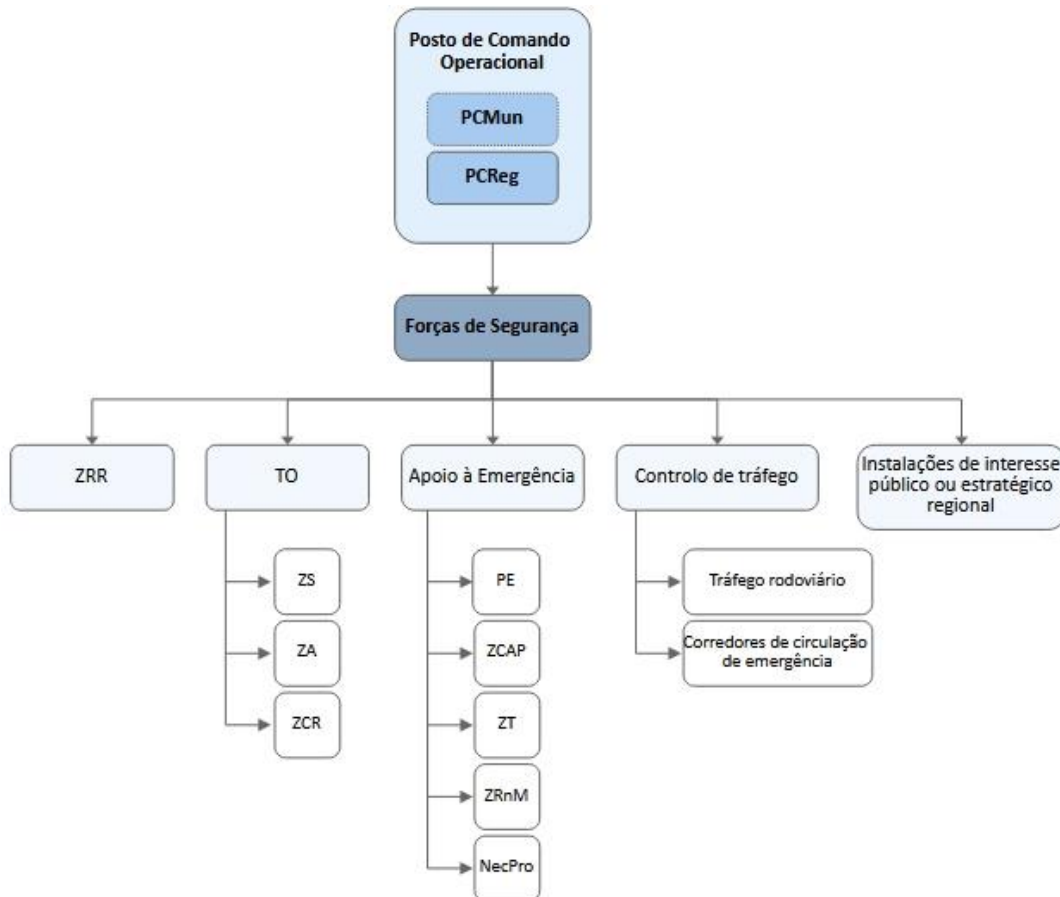 Posto de Comando
Operacional
PCMun
PCReg
Forças de Segurança
ZRR
TO
Apoio à Emergência
Controlo de tráfego
Instalações de interesse
público ou estratégico
regional
ZS
ZA
ZCR
PE
ZCAP
ZT
ZRnM
NecPro
Tráfego rodoviário
Corredores de circulação
de emergência